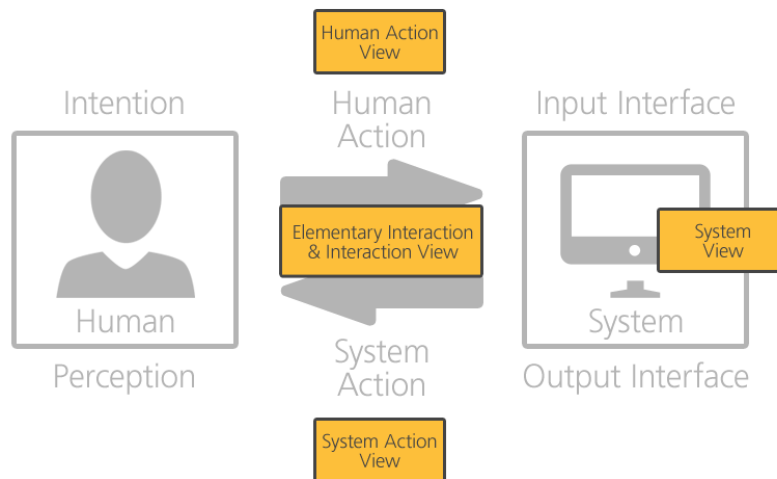 Human Action
View
Intention
Human
Action
Input Interface
Elementary Interaction
& Interaction View
System
View
Human
System
Perception
System
Action
Output Interface
System Action
View